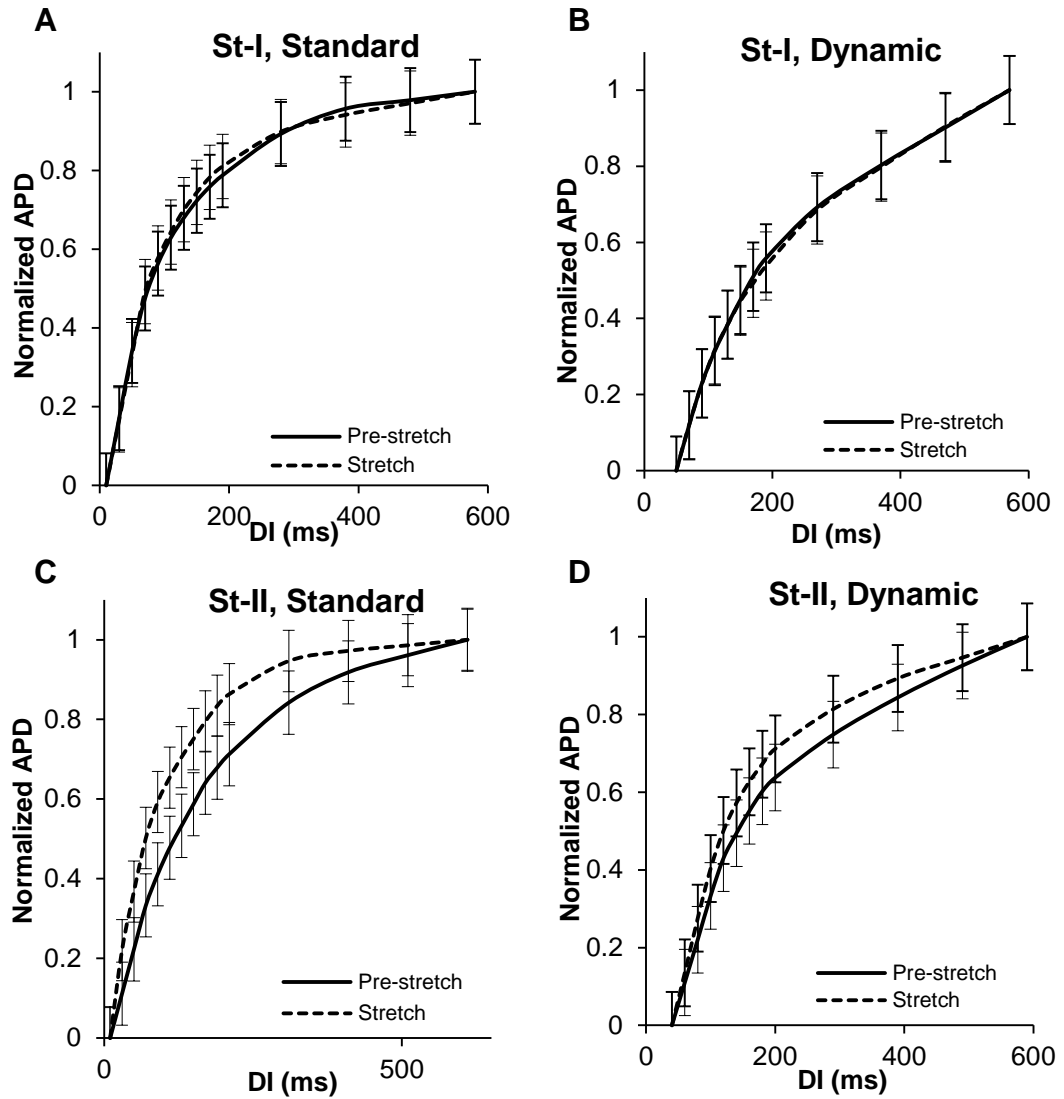 A
St-I, Standard
Normalized APD
1
0.8
0.6
0.4
0.2
0
Pre-stretch
Stretch
0
200
400
600
DI (ms)
B
St-I, Dynamic
Normalized APD
1
0.8
0.6
0.4
0.2
0
Pre-stretch
Stretch
0
200
400
600
DI (ms)
C
St-II, Standard
Normalized APD
1
0.8
0.6
0.4
0.2
0
Pre-stretch
Stretch
0
500
DI (ms)
D
St-II, Dynamic
Normalized APD
1
0.8
0.6
0.4
0.2
0
Pre-stretch
Stretch
0
200
400
600
DI (ms)